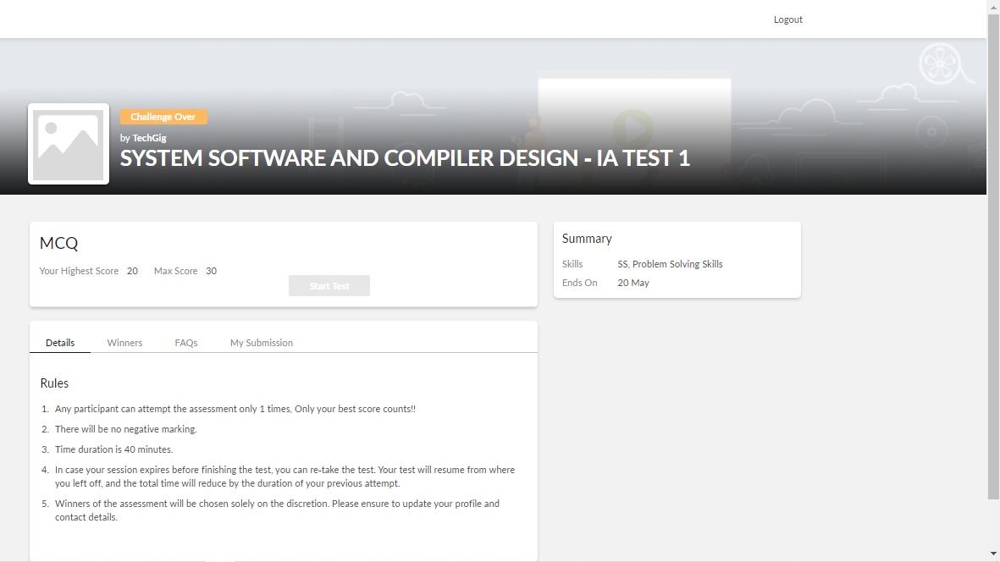 Logout
Challenge Over
by TechGig
SYSTEM SOFTWARE AND COMPILER DESIGN - IA TEST 1
MCQ
Your Highest Score 20 Max Score 30
Start Test
Summary
Skills SS, Problem Solving Skills
Ends On 20 May
Details Winners FAQs My Submission
Rules
1. Any participant can attempt the assessment only 1 times, Only your best score counts!!
2. There will be no negative marking.
3. Time duration is 40 minutes.
4. In case your session expires before finishing the test, you can re-take the test. Your test will resume from where
you left off, and the total time will reduce by the duration of your previous attempt.
5. Winners of the assessment will be chosen solely on the discretion. Please ensure to update your profile and
contact details.